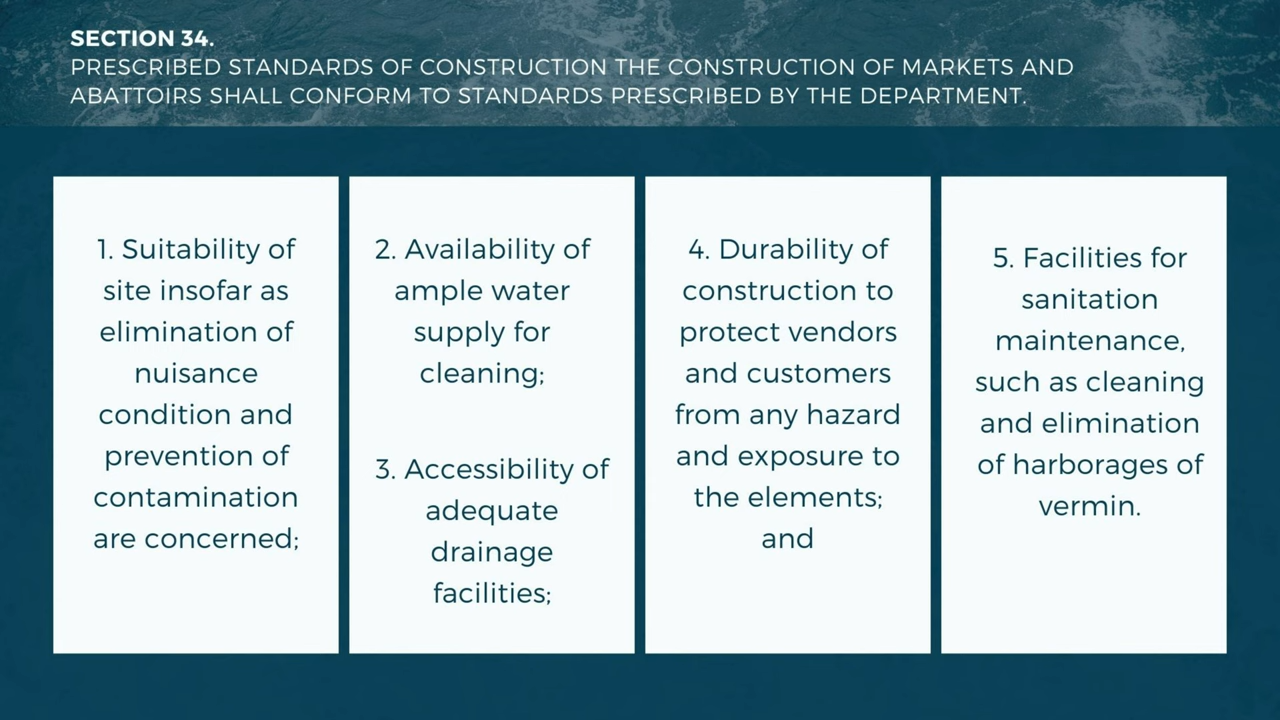 SECTION 34.
PRESCRIBED STANDARDS OF CONSTRUCTION THE CONSTRUCTION OF MARKETS AND
ABATTOIRS SHALL CONFORM TO STANDARDS PRESCRIBED BY THE DEPARTMENT.
1. Suitability of
site insofar as
elimination of
nuisance
condition and
prevention of
contamination
are concerned;
2. Availability of
ample water
supply for
cleaning;
3. Accessibility of
adequate
drainage
facilities;
4. Durability of
construction to
protect vendors
and customers
from any hazard
and exposure to
the elements;
and
5. Facilities for
sanitation
maintenance,
such as cleaning
and elimination
of harborages of
vermin.